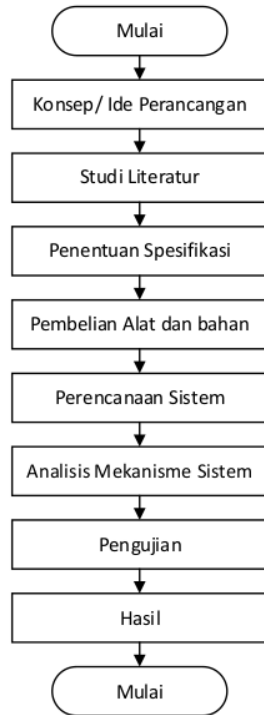 Mulai
Konsep/ Ide Perancangan
Studi Literatur
Penentuan Spesifikasi
Pembelian Alat dan bahan
Perencanaan Sistem
Analisis Mekanisme Sistem
Pengujian
Hasil
Mulai